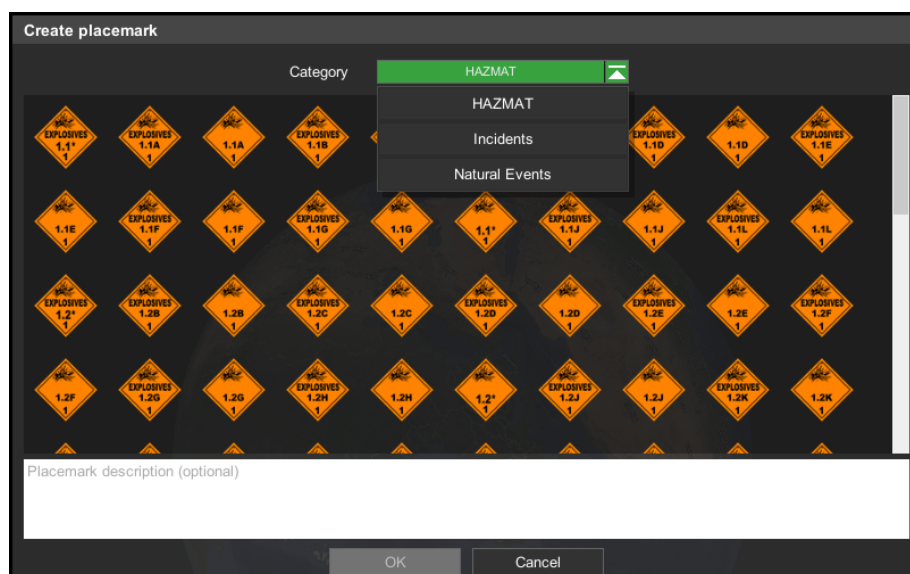 Create placemark
Category HAZMAT
HAZMAT
Incidents
Natural Events
EXPLOSIVES 1.1* 1
EXPLOSIVES 1.1A 1
1.1A 1
EXPLOSIVES 1.1B 1
EXPLOSIVES 1.1D 1
1.1D 1
EXPLOSIVES 1.1E 1
1.1E 1
EXPLOSIVES 1.1F 1
1.1F 1
EXPLOSIVES 1.1G 1
1.1G 1
1.1* 1
EXPLOSIVES 1.1J 1
1.1J 1
EXPLOSIVES 1.1L 1
1.1L 1
EXPLOSIVES 1.2* 1
EXPLOSIVES 1.2B 1
1.2B 1
EXPLOSIVES 1.2C 1
1.2C 1
EXPLOSIVES 1.2D 1
1.2D 1
EXPLOSIVES 1.2E 1
1.2E 1
EXPLOSIVES 1.2F 1
1.2F 1
EXPLOSIVES 1.2G 1
1.2G 1
EXPLOSIVES 1.2H 1
1.2H 1
1.2* 1
EXPLOSIVES 1.2J 1
1.2J 1
EXPLOSIVES 1.2K 1
1.2K 1
Placemark description (optional)
OK Cancel